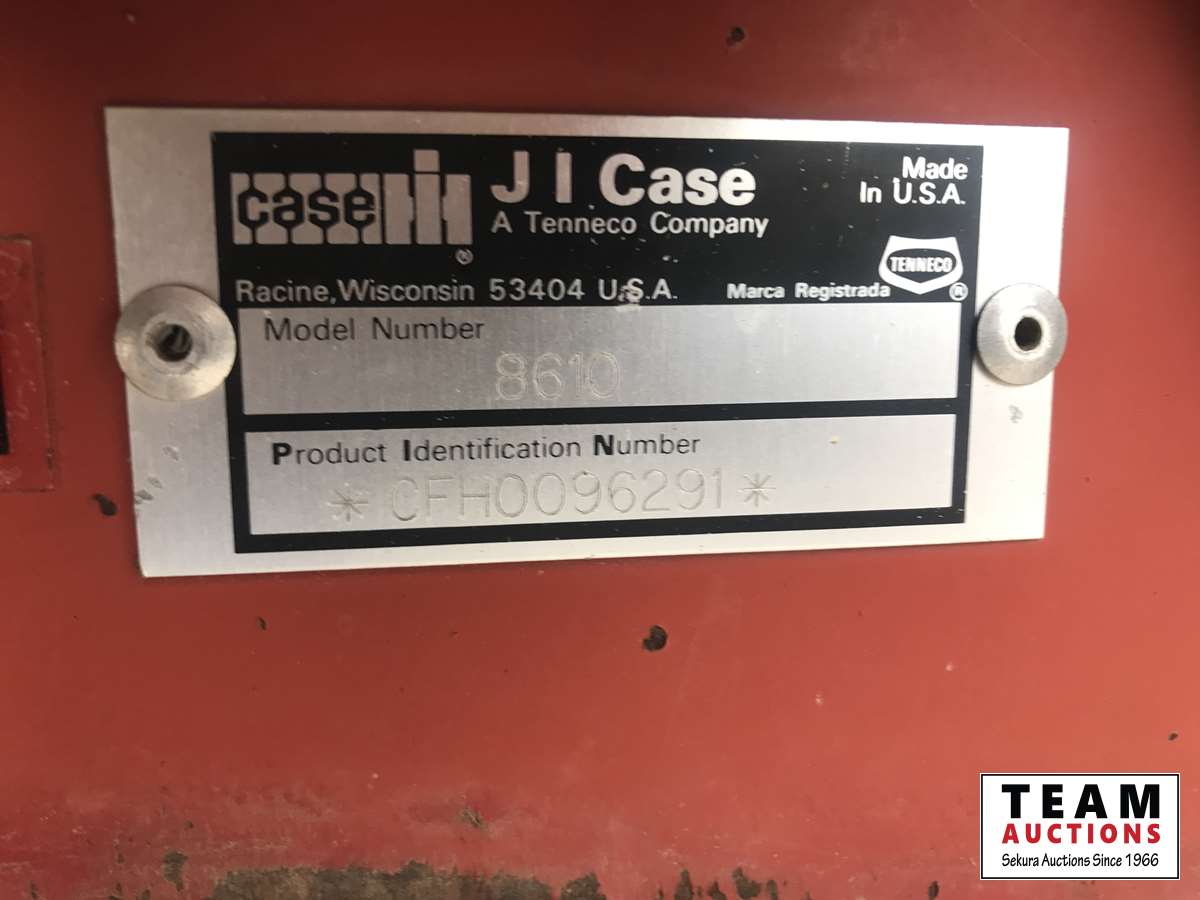 case IH
®
J I Case
A Tenneco Company
Made
In U.S.A.
TENNECO
®
Racine, Wisconsin 53404 U.S.A.
Marca Registrada
Model Number
8610
Product Identification Number
*CFH0096291*
TEAM
AUCTIONS
Sekura Auctions Since 1966